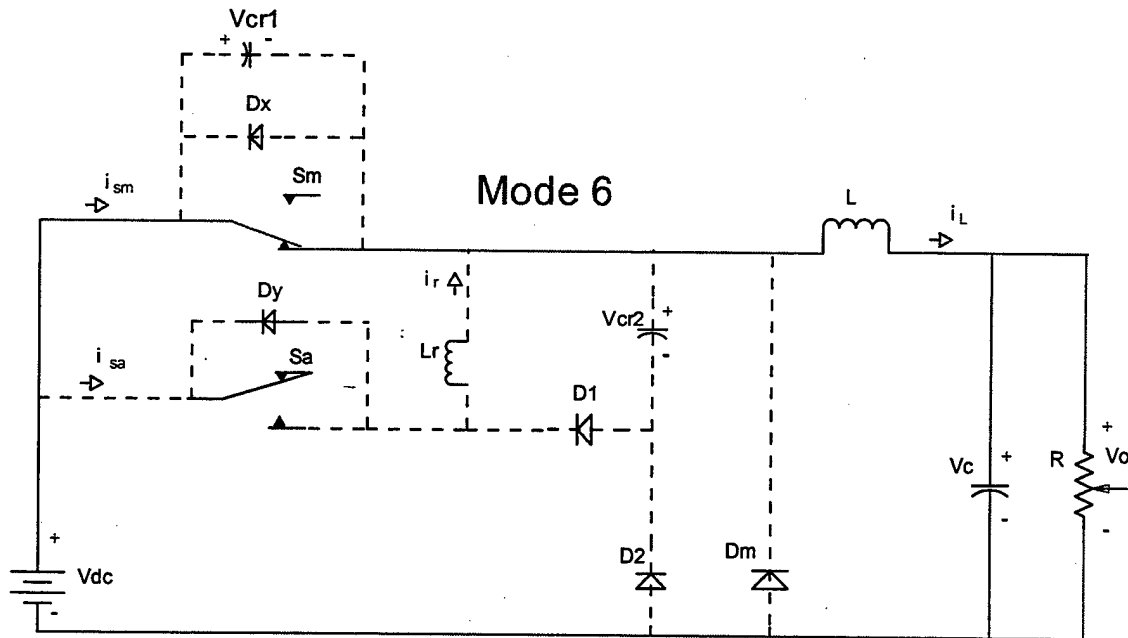 Vcr1
+ -
Dx
i sm
Sm
Mode 6
L
i L
Dy
i r
Vcr2
+
-
i sa
Sa
Lr
D1
Vc
+
-
R
+
Vo
-
+
Vdc
-
D2
Dm